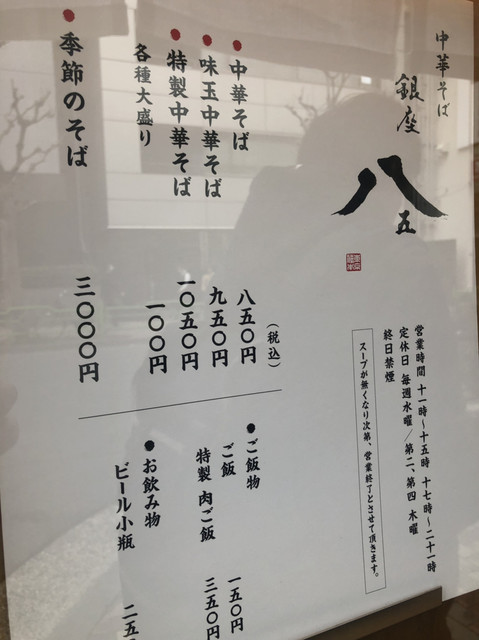 中華そば
銀座
八五
営業時間 十一時〜十五時 十七時〜二十一時
定休日 毎週水曜／第二、第四 木曜
終日禁煙
スープが無くなり次第、営業終了とさせて頂きます。
（税込）
●中華そば 八五〇円
●味玉中華そば 九五〇円
●特製中華そば 一〇五〇円
各種大盛り 一〇〇円
●季節のそば 三〇〇〇円
●ご飯物
ご飯 一五〇円
特製 肉ご飯 三五〇円
●お飲み物
ビール小瓶